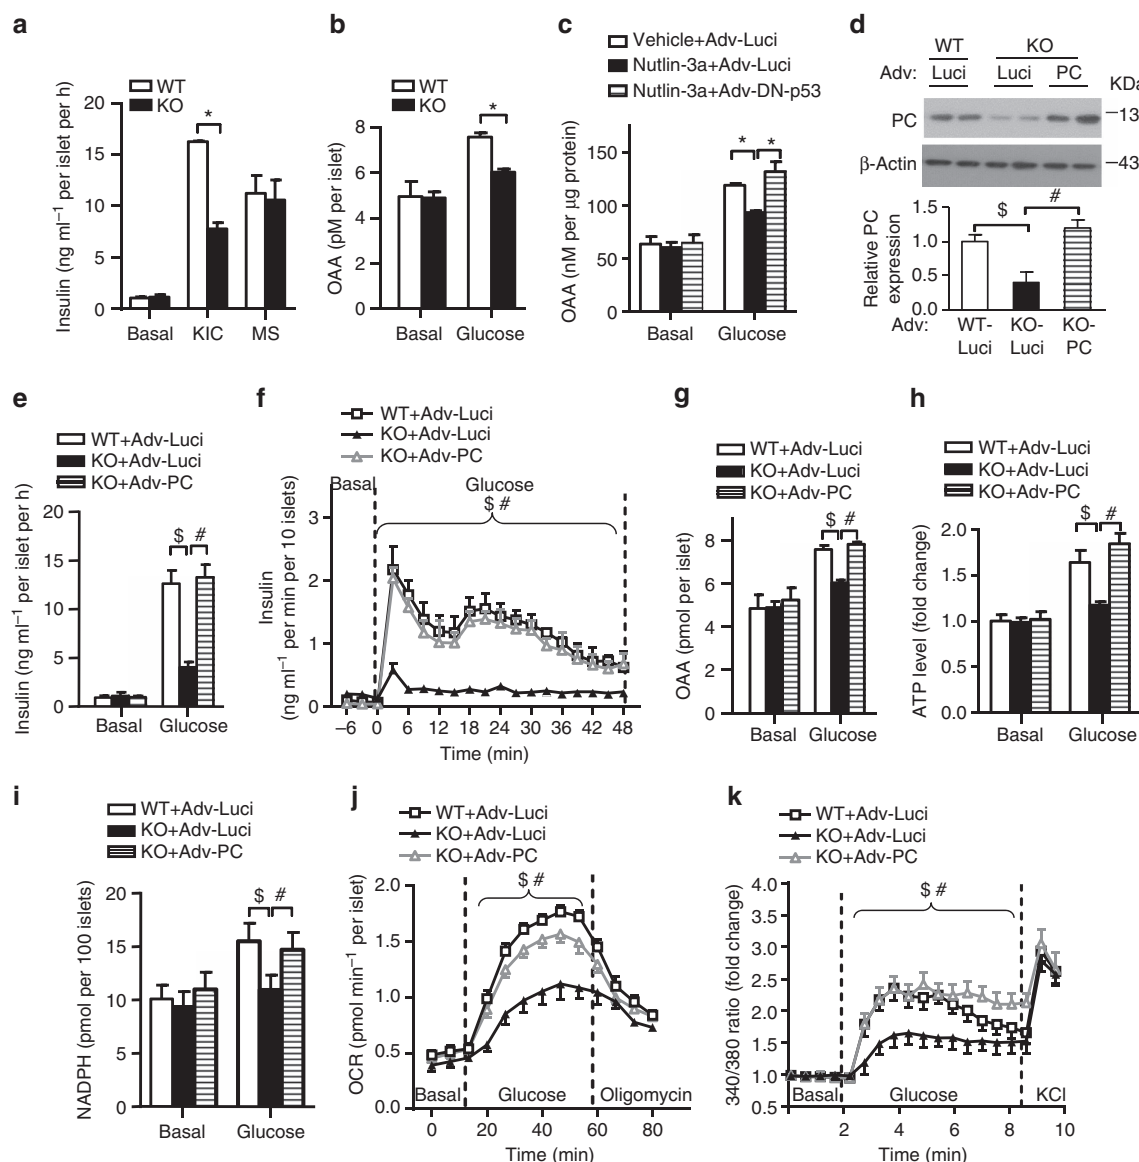 a
WT
KO
Insulin (ng ml⁻¹ per islet per h)
20
15
10
5
0
*
Basal KIC MS
b
WT
KO
OAA (pM per islet)
8
6
4
2
0
*
Basal Glucose
c
Vehicle+Adv-Luci
Nutlin-3a+Adv-Luci
Nutlin-3a+Adv-DN-p53
OAA (nM per µg protein)
150
100
50
0
* *
Basal Glucose
d
WT KO
Adv: Luci Luci PC KDa
PC –13
β-Actin –43
Relative PC
expression
1.5
1.0
0.5
0.0
$ #
Adv: WT- KO- KO-
Luci Luci PC
e
WT+Adv-Luci
KO+Adv-Luci
KO+Adv-PC
Insulin (ng ml⁻¹ per islet per h)
20
15
10
5
0
$ #
Basal Glucose
f
WT+Adv-Luci
KO+Adv-Luci
KO+Adv-PC
Basal Glucose
$ #
Insulin
(ng ml⁻¹ per min per 10 islets)
3
2
1
0
–6 0 6 12 18 24 30 36 42 48
Time (min)
g
WT+Adv-Luci
KO+Adv-Luci
KO+Adv-PC
OAA (pmol per islet)
8
6
4
2
0
$ #
Basal Glucose
h
WT+Adv-Luci
KO+Adv-Luci
KO+Adv-PC
ATP level (fold change)
2.0
1.5
1.0
0.5
0.0
$ #
Basal Glucose
i
WT+Adv-Luci
KO+Adv-Luci
KO+Adv-PC
NADPH (pmol per 100 islets)
20
15
10
5
0
$ #
Basal Glucose
j
WT+Adv-Luci
KO+Adv-Luci
KO+Adv-PC
OCR (pmol min⁻¹ per islet)
2.0
1.5
1.0
0.5
0.0
$ #
Basal Glucose Oligomycin
0 20 40 60 80
Time (min)
k
WT+Adv-Luci
KO+Adv-Luci
KO+Adv-PC
340/380 ratio (fold change)
4.0
3.5
3.0
2.5
2.0
1.5
1.0
0.5
$ #
Basal Glucose KCl
2 4 6 8 10
Time (min)